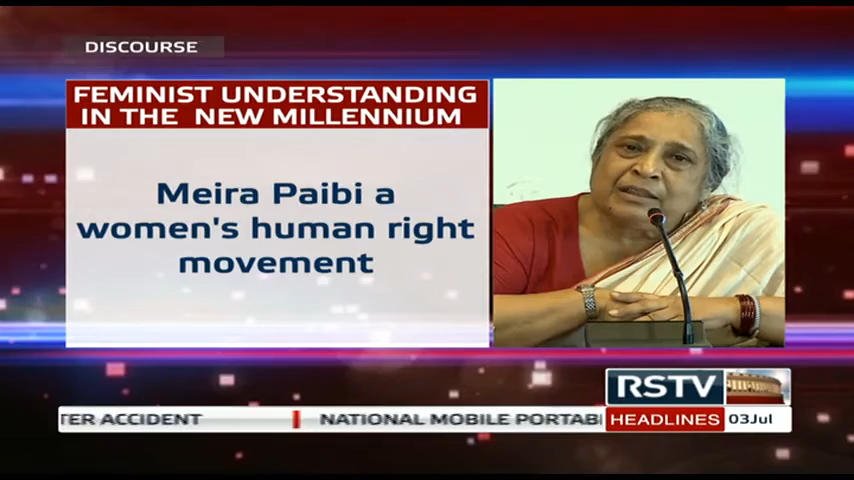 DISCOURSE
FEMINIST UNDERSTANDING
IN THE NEW MILLENNIUM
Meira Paibi a
women's human right
movement
RSTV
TER ACCIDENT
NATIONAL MOBILE PORTABI
HEADLINES
03Jul